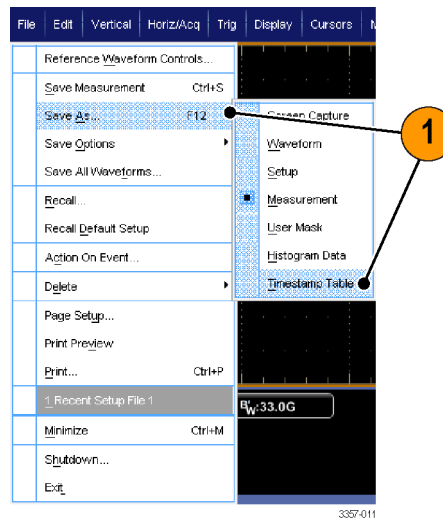 File Edit Vertical Horiz/Acq Trig Display Cursors M
Reference Waveform Controls...
Save Measurement Ctrl+S
Save As... F12
Save Options
Save All Waveforms...
Recall...
Recall Default Setup
Action On Event...
Delete
Page Setup...
Print Preview
Print... Ctrl+P
1 Recent Setup File 1
Minimize Ctrl+M
Shutdown...
Exit
Screen Capture
Waveform
Setup
Measurement
User Mask
Histogram Data
Timestamp Table
1
BW:33.0G
3357-011